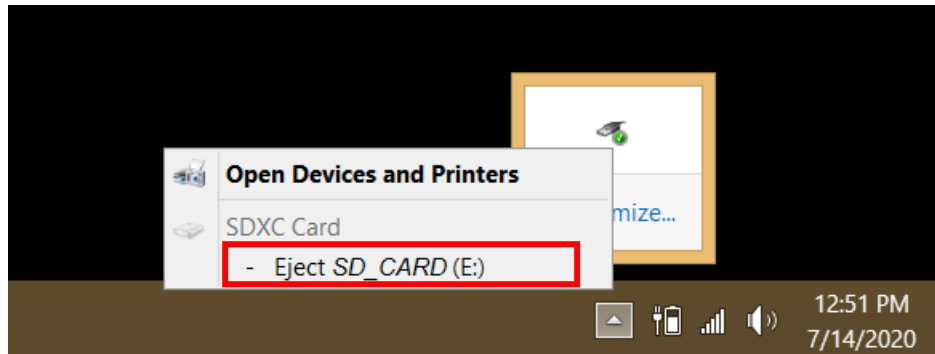 Open Devices and Printers
SDXC Card
mize...
- Eject SD_CARD (E:)
12:51 PM
7/14/2020